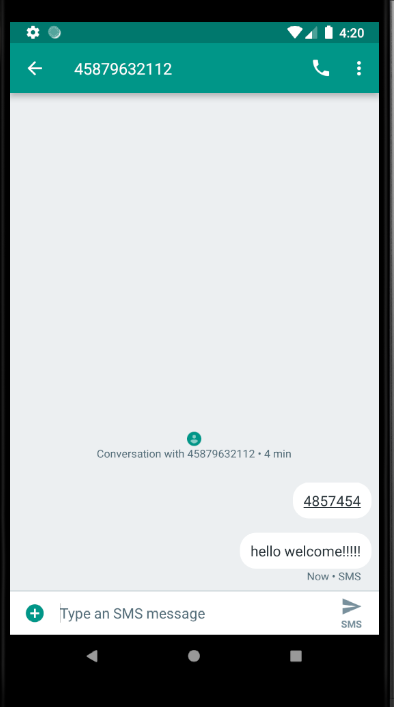 4:20
45879632112
Conversation with 45879632112 • 4 min
4857454
hello welcome!!!!!
Now • SMS
Type an SMS message
SMS